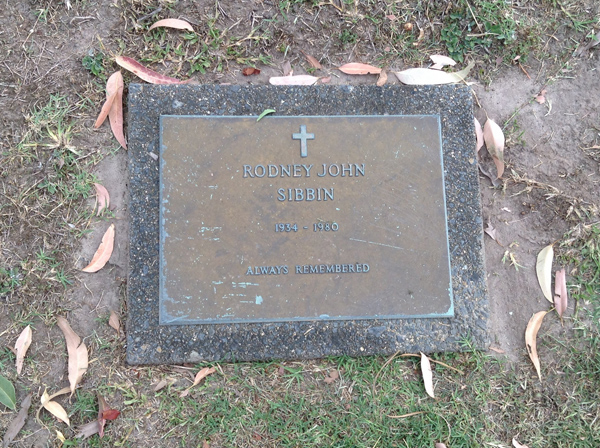 RODNEY JOHN
SIBBIN
1934 - 1980
ALWAYS REMEMBERED